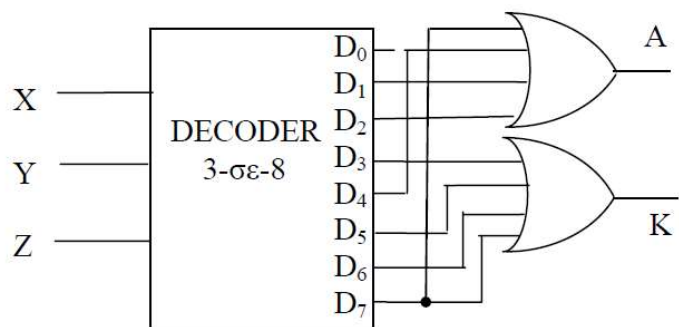 X
Y
Z
DECODER
3-σε-8
D₀
D₁
D₂
D₃
D₄
D₅
D₆
D₇
A
K